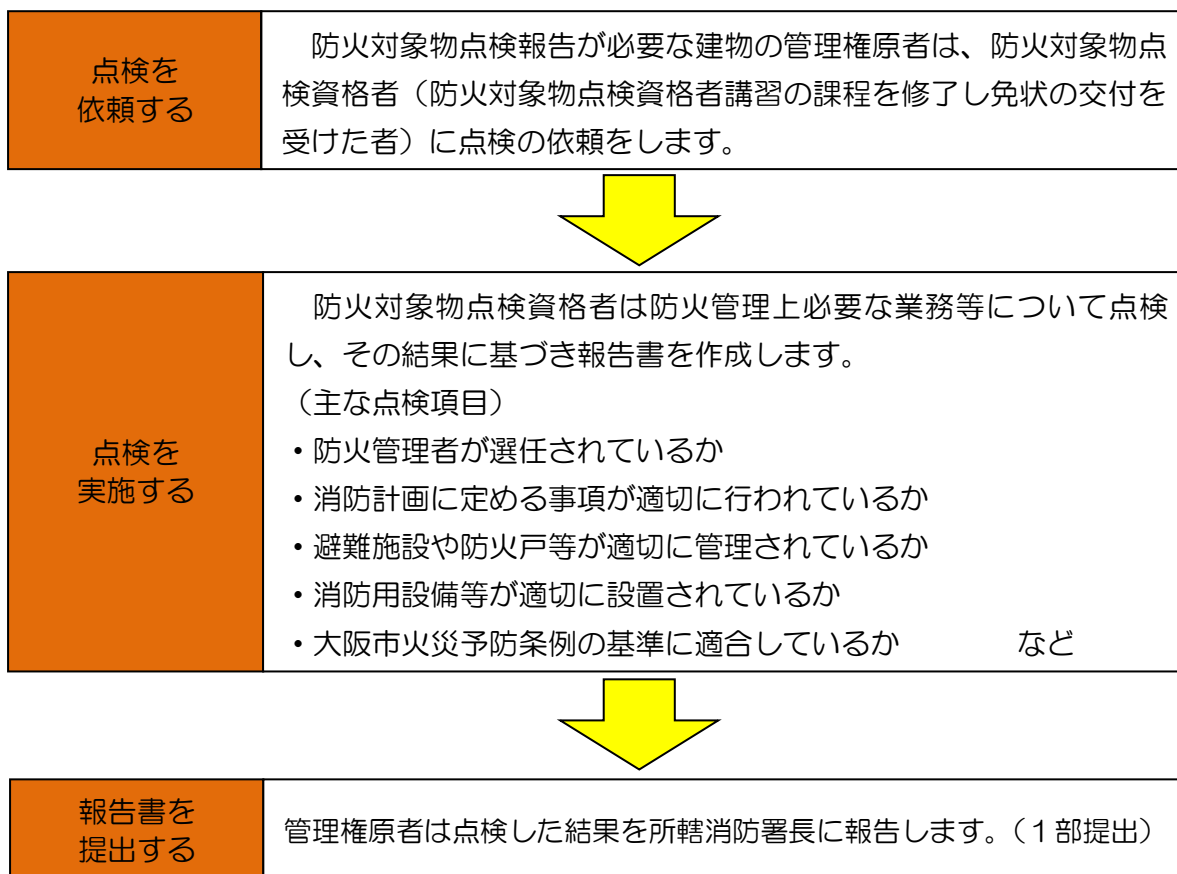 点検を
依頼する
防火対象物点検報告が必要な建物の管理権原者は、防火対象物点
検資格者（防火対象物点検資格者講習の課程を修了し免状の交付を
受けた者）に点検の依頼をします。
点検を
実施する
防火対象物点検資格者は防火管理上必要な業務等について点検
し、その結果に基づき報告書を作成します。
（主な点検項目）
・防火管理者が選任されているか
・消防計画に定める事項が適切に行われているか
・避難施設や防火戸等が適切に管理されているか
・消防用設備等が適切に設置されているか
・大阪市火災予防条例の基準に適合しているか　　　　など
報告書を
提出する
管理権原者は点検した結果を所轄消防署長に報告します。（１部提出）